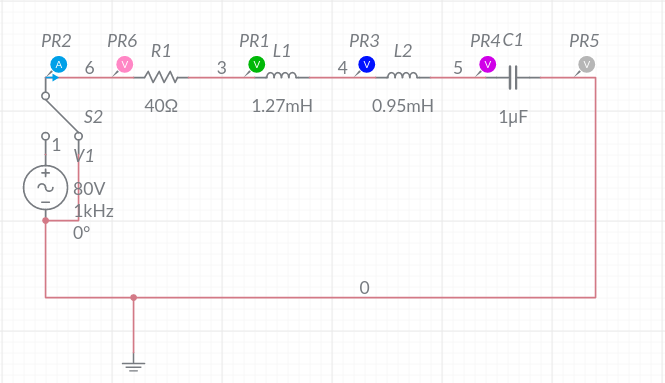 PR2
PR6
R1
PR1
L1
PR3
L2
PR4
C1
PR5
A
V
V
V
V
V
6
3
4
5
40Ω
1.27mH
0.95mH
1µF
S2
1
V1
80V
1kHz
0°
0